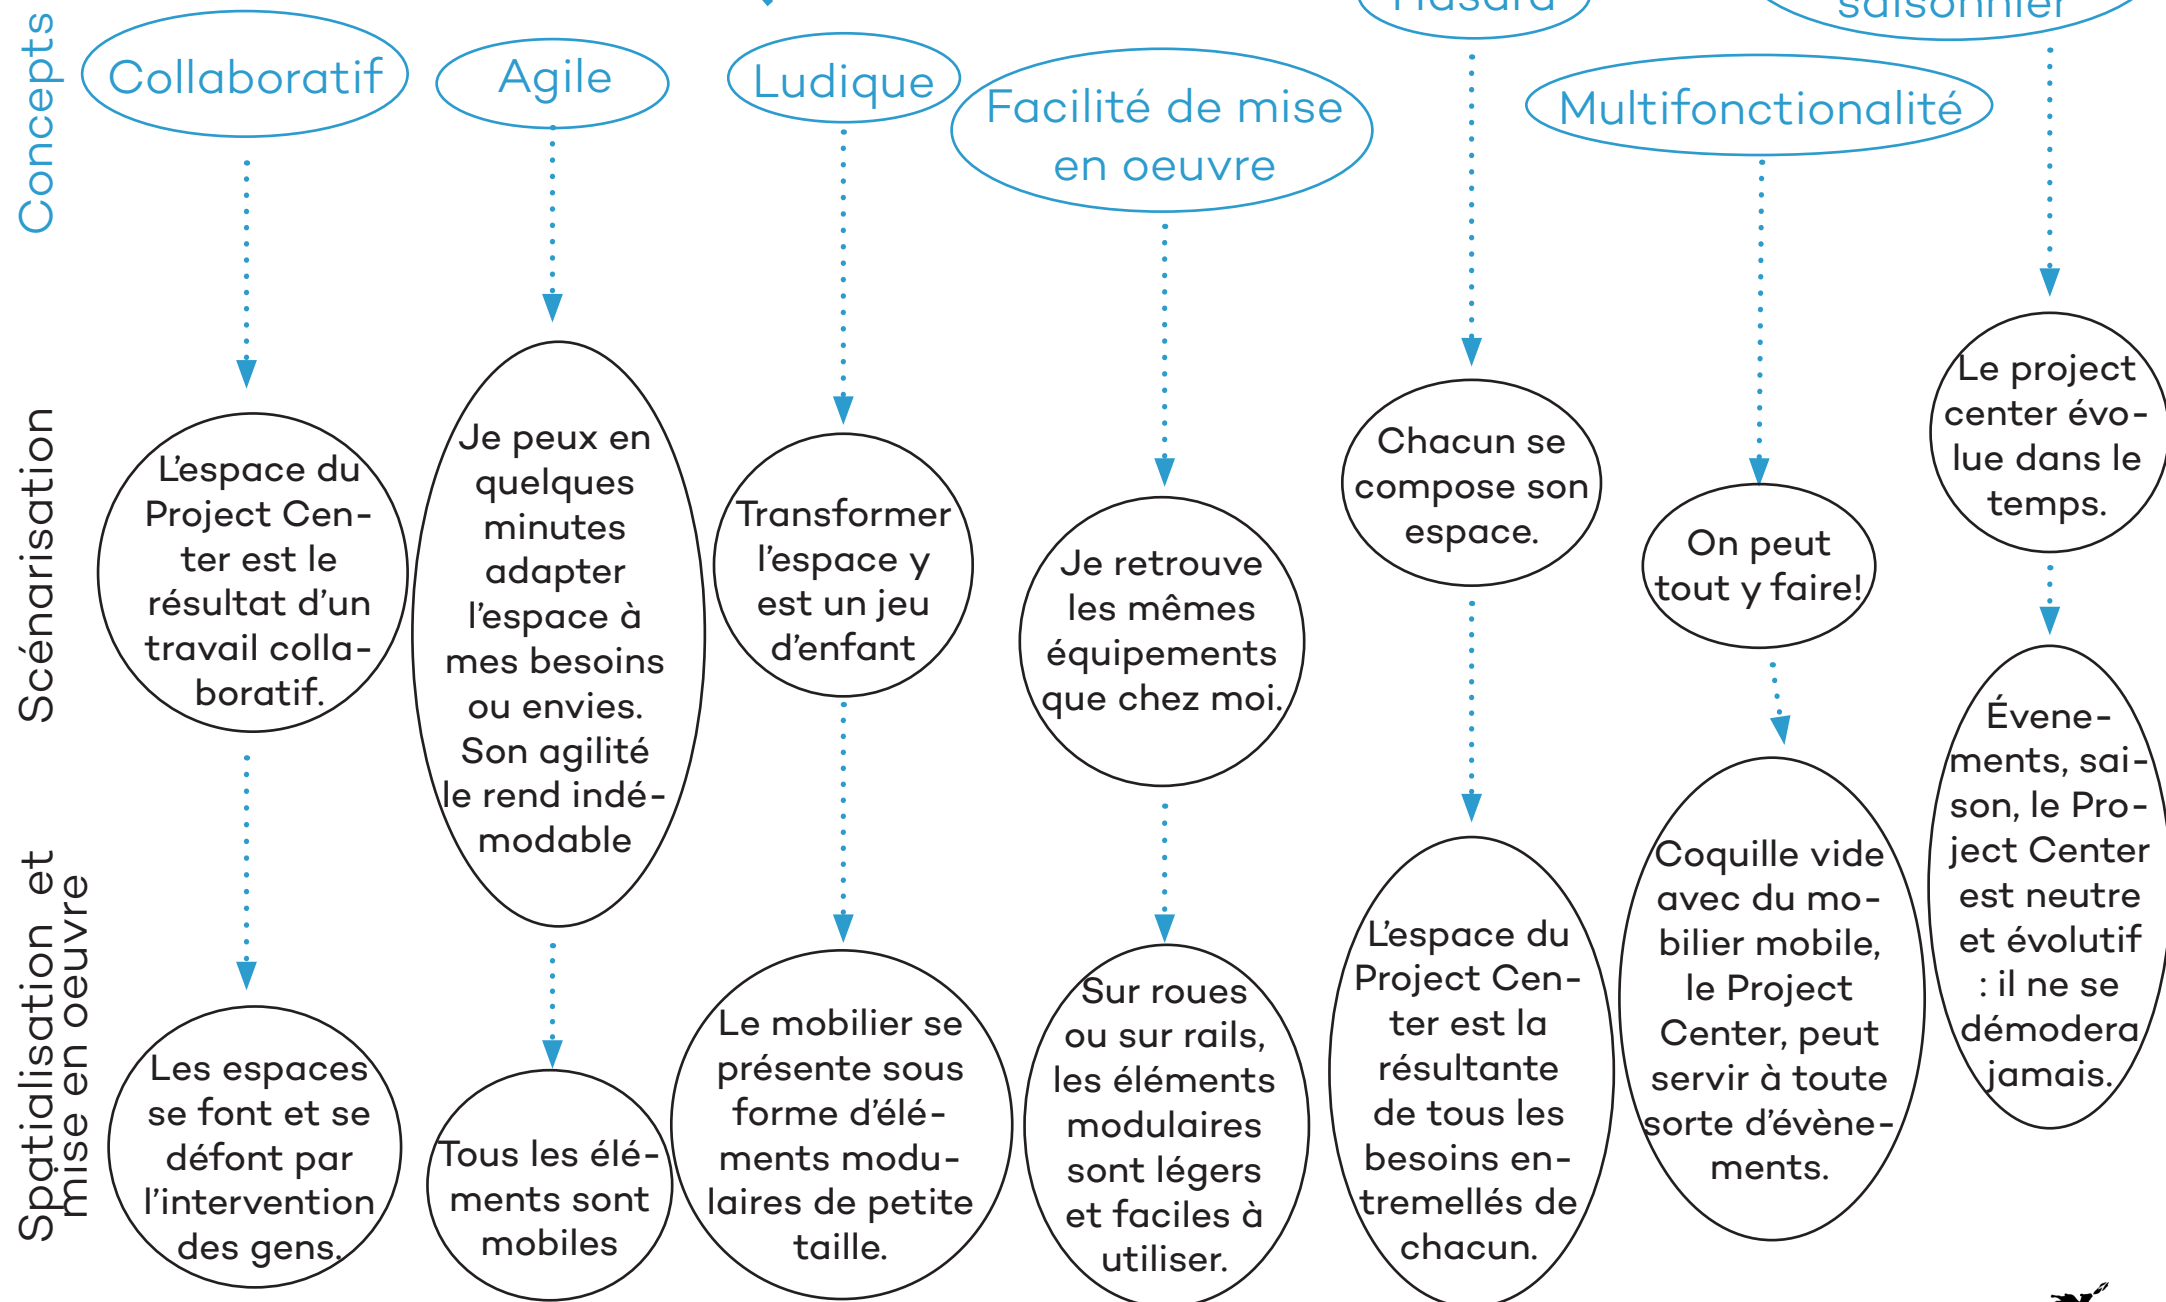 Concepts
Collaboratif
Agile
Ludique
Facilité de mise
en oeuvre
Hasard
Multifonctionalité
saisonnier
Scénarisation
L'espace du
Project Cen-
ter est le
résultat d'un
travail colla-
boratif.
Je peux en
quelques
minutes
adapter
l'espace à
mes besoins
ou envies.
Son agilité
le rend indé-
modable
Transformer
l'espace y
est un jeu
d'enfant
Je retrouve
les mêmes
équipements
que chez moi.
Chacun se
compose son
espace.
On peut
tout y faire!
Le project
center évo-
lue dans le
temps.
Spatialisation et
mise en oeuvre
Les espaces
se font et se
défont par
l'intervention
des gens.
Tous les élé-
ments sont
mobiles
Le mobilier se
présente sous
forme d'élé-
ments modu-
laires de petite
taille.
Sur roues
ou sur rails,
les éléments
modulaires
sont légers
et faciles à
utiliser.
L'espace du
Project Cen-
ter est la
résultante
de tous les
besoins en-
tremellés de
chacun.
Coquille vide
avec du mo-
bilier mobile,
le Project
Center, peut
servir à toute
sorte d'évène-
ments.
Évene-
ments, sai-
son, le Pro-
ject Center
est neutre
et évolutif
: il ne se
démodera
jamais.